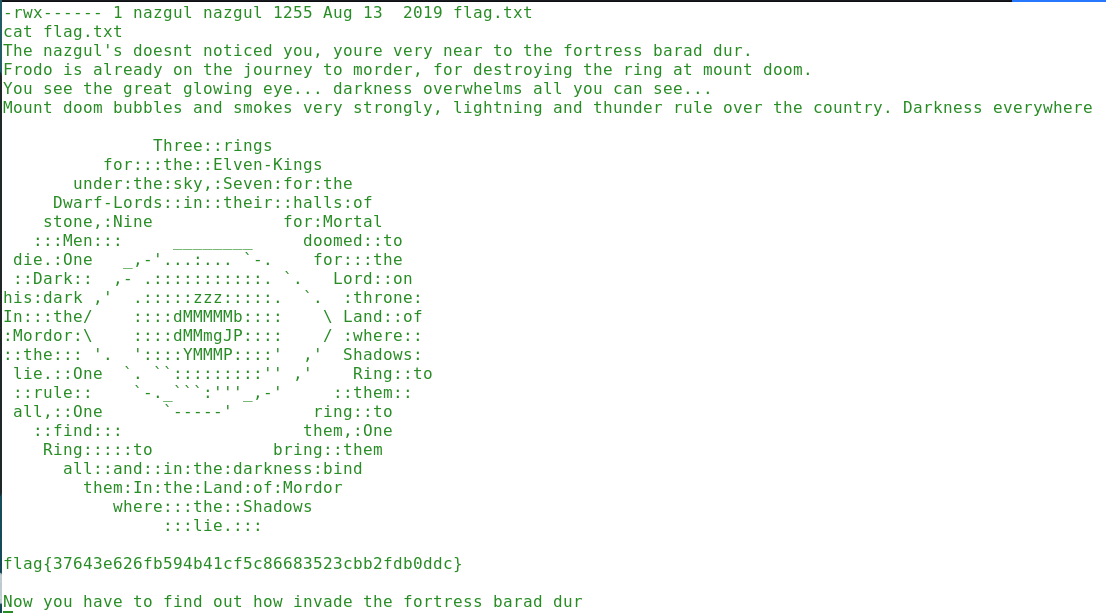 -rwx------ 1 nazgul nazgul 1255 Aug 13  2019 flag.txt
cat flag.txt
The nazgul's doesnt noticed you, youre very near to the fortress barad dur.
Frodo is already on the journey to morder, for destroying the ring at mount doom.
You see the great glowing eye... darkness overwhelms all you can see...
Mount doom bubbles and smokes very strongly, lightning and thunder rule over the country. Darkness everywhere

               Three::rings
          for:::the::Elven-Kings
       under:the:sky,:Seven:for:the
     Dwarf-Lords::in::their::halls:of
    stone,:Nine             for:Mortal
   :::Men:::     ________     doomed::to
 die.:One   _,-'...:... `-.    for:::the
 ::Dark::  ,- .:::::::::::. `.   Lord::on
his:dark ,'  .:::::zzz:::::.  `.  :throne:
In:::the/    ::::dMMMMMb::::    \ Land::of
:Mordor:\    ::::dMMmgJP::::    / :where::
::the::: '.  '::::YMMMP::::'  ,'  Shadows:
 lie.::One  `. ``:::::::::'' ,'    Ring::to
 ::rule::    `-._```:'''_,-'     ::them::
 all,::One      `-----'        ring::to
   ::find:::                  them,:One
    Ring:::::to            bring::them
      all::and::in:the:darkness:bind
        them:In:the:Land:of:Mordor
           where:::the::Shadows
                :::lie.:::

flag{37643e626fb594b41cf5c86683523cbb2fdb0ddc}

Now you have to find out how invade the fortress barad dur